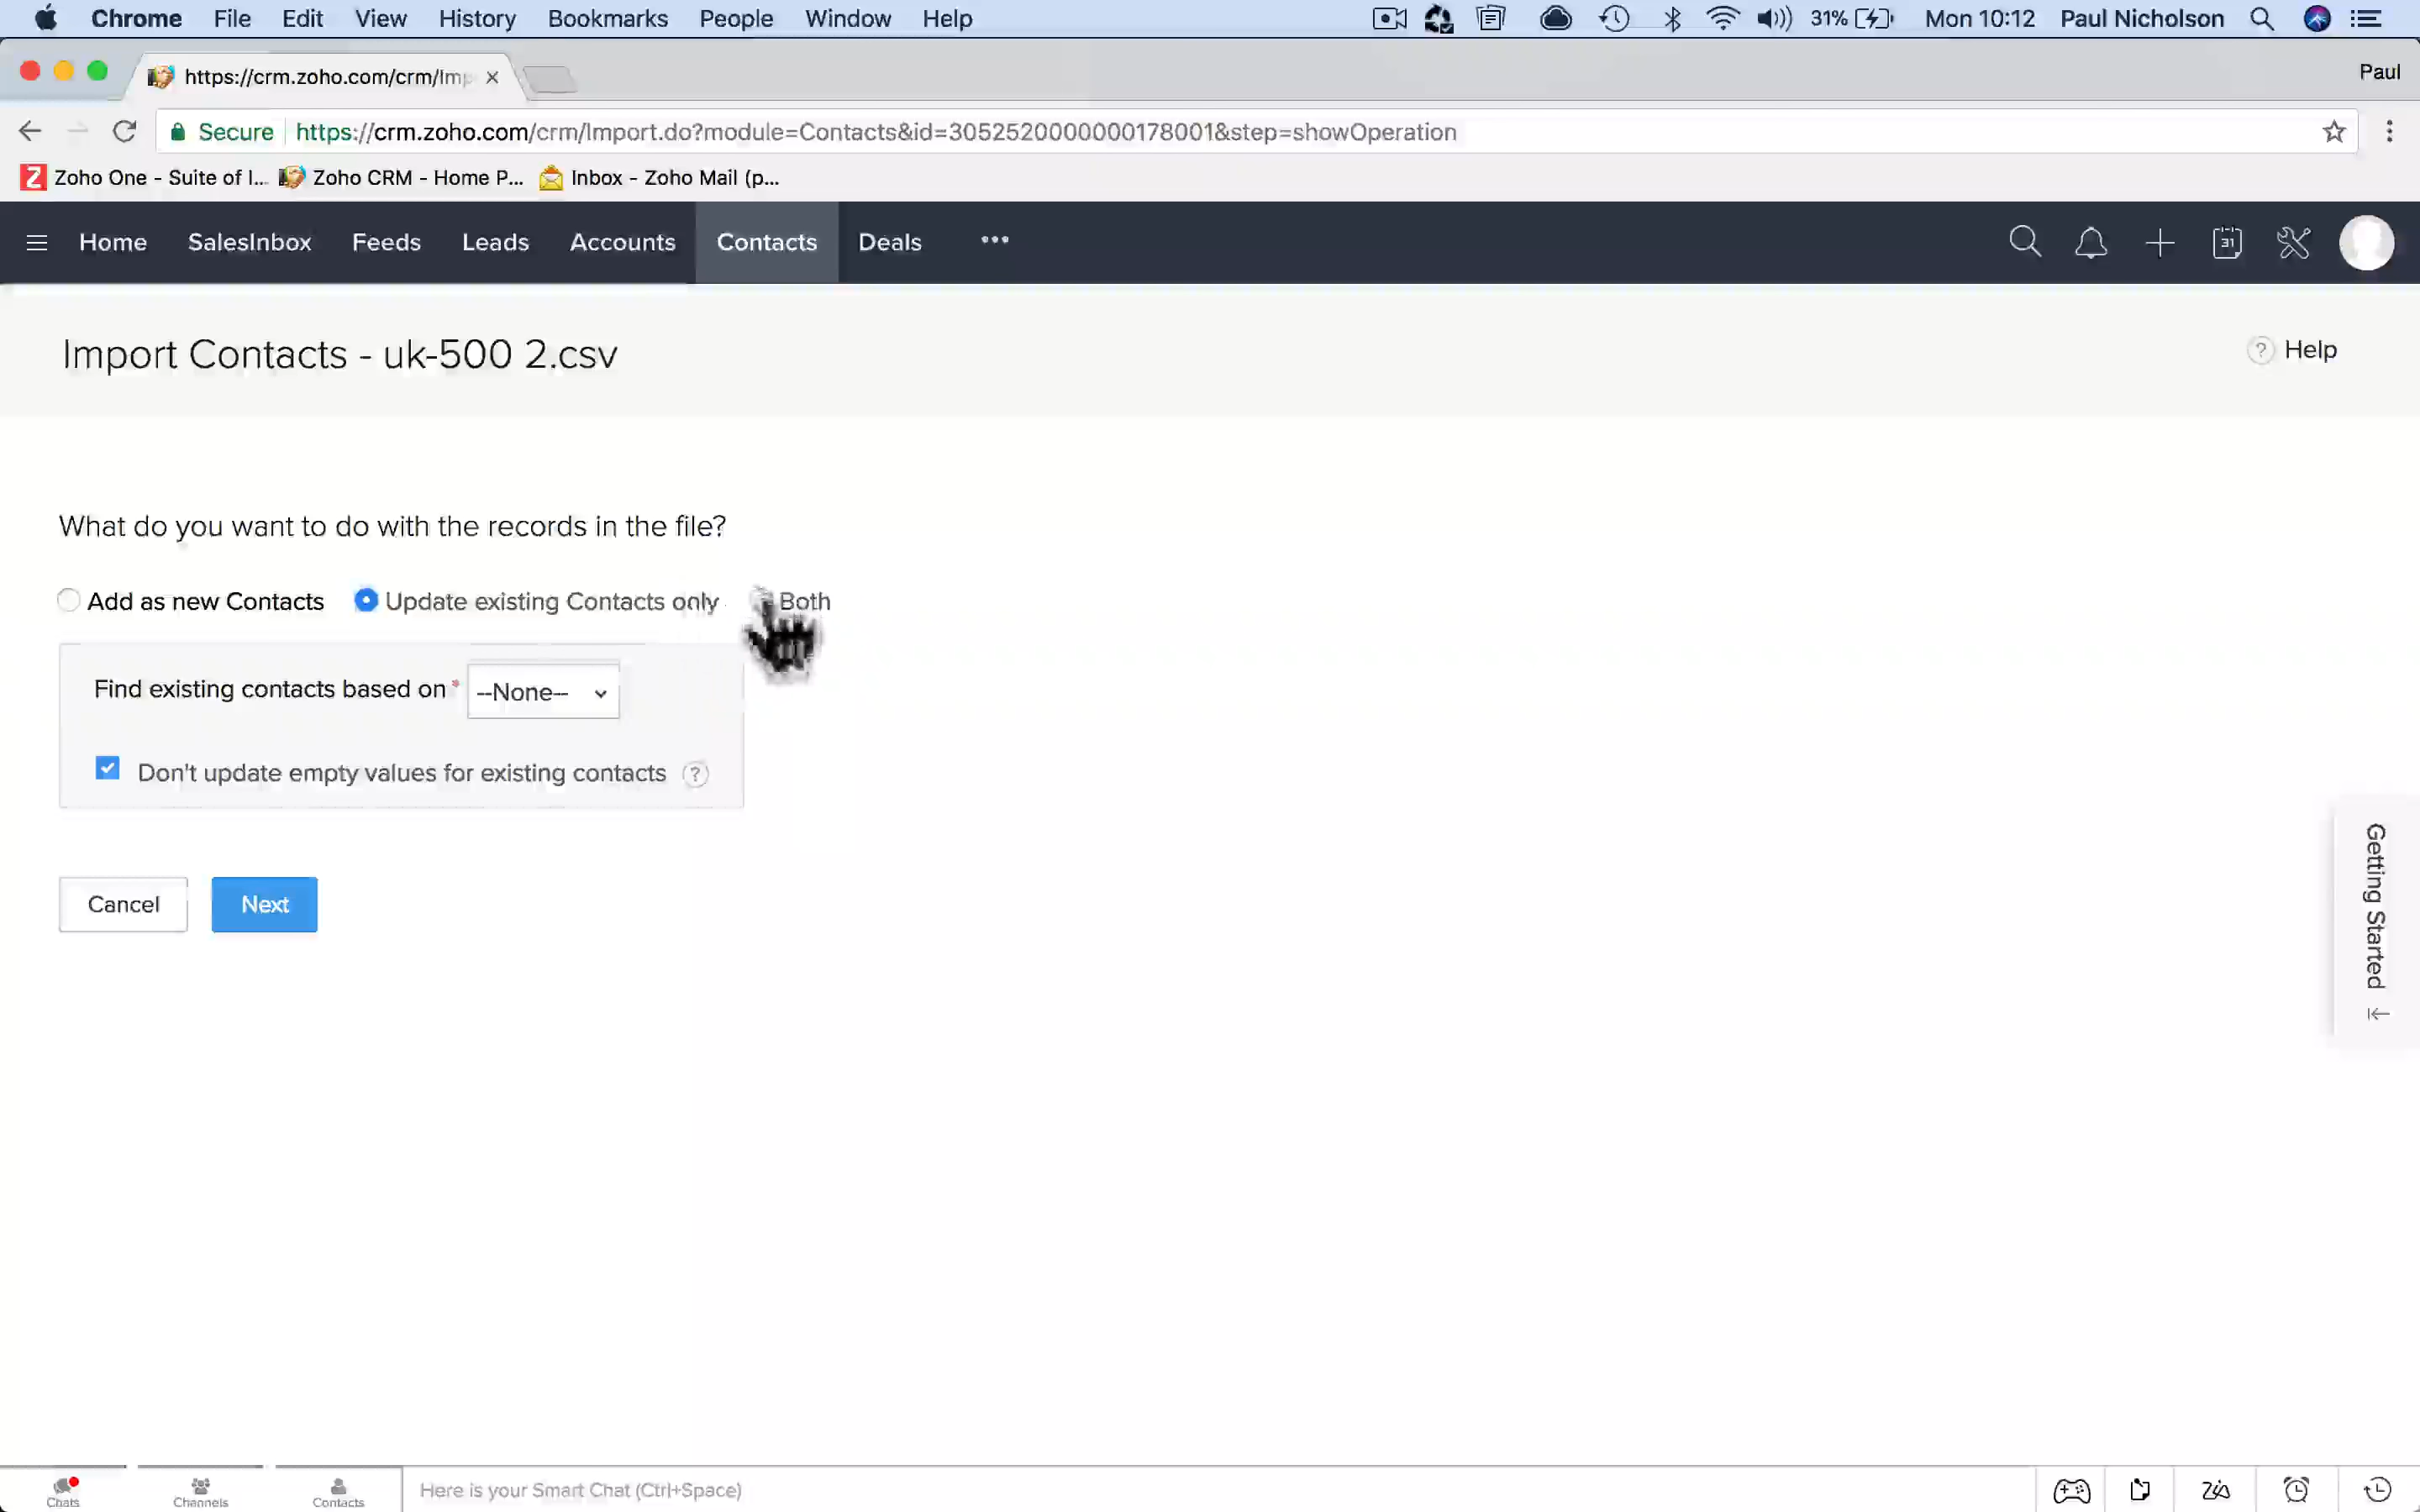 Chrome File Edit View History Bookmarks People Window Help 31% Mon 10:12 Paul Nicholson
https://crm.zoho.com/crm/Imp Paul
Secure https://crm.zoho.com/crm/Import.do?module=Contacts&id=3052520000000178001&step=showOperation
Zoho One - Suite of I... Zoho CRM - Home P... Inbox - Zoho Mail (p...
Home SalesInbox Feeds Leads Accounts Contacts Deals ••• 31
Import Contacts - uk-500 2.csv ? Help
What do you want to do with the records in the file?
Add as new Contacts Update existing Contacts only Both
Find existing contacts based on * --None--
Don't update empty values for existing contacts ?
Cancel Next
Getting Started
Chats Channels Contacts Here is your Smart Chat (Ctrl+Space)